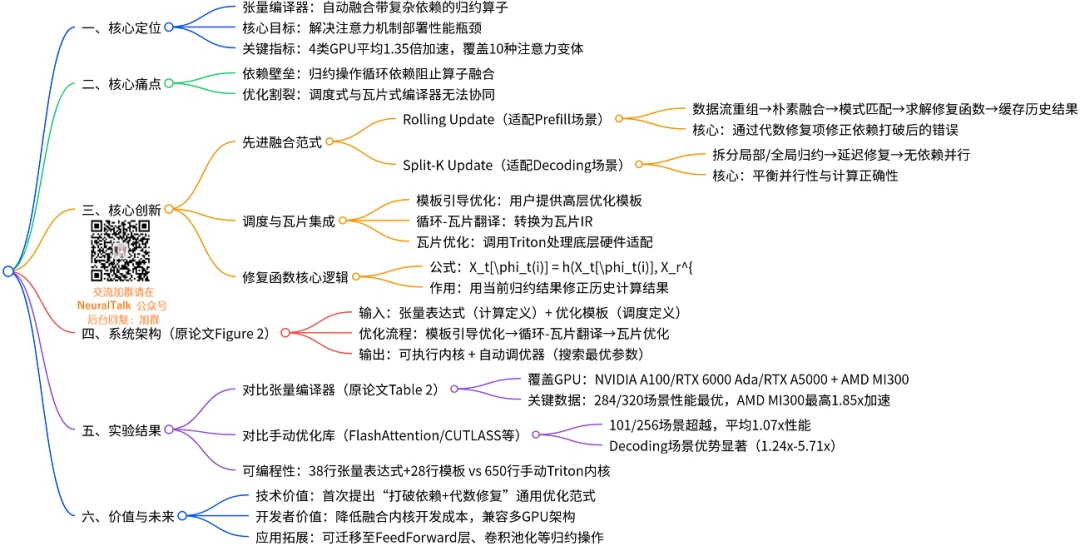 一、核心定位
张量编译器：自动融合带复杂依赖的归约算子
核心目标：解决注意力机制部署性能瓶颈
关键指标：4类GPU平均1.35倍加速，覆盖10种注意力变体
二、核心痛点
依赖壁垒：归约操作循环依赖阻止算子融合
优化割裂：调度式与瓦片式编译器无法协同
三、核心创新
先进融合范式
Rolling Update（适配Prefill场景）
数据流重组→朴素融合→模式匹配→求解修复函数→缓存历史结果
核心：通过代数修复项修正依赖打破后的错误
Split-K Update（适配Decoding场景）
拆分局部/全局归约→延迟修复→无依赖并行
核心：平衡并行性与计算正确性
调度与瓦片集成
模板引导优化：用户提供高层优化模板
循环-瓦片翻译：转换为瓦片IR
瓦片优化：调用Triton处理底层硬件适配
修复函数核心逻辑
公式：X_t[\phi_t(i)] = h(X_t[\phi_t(i)], X_r^{
作用：用当前归约结果修正历史计算结果
交流加群请在
NeuralTalk 公众号
后台回复：加群
四、系统架构（原论文Figure 2）
输入：张量表达式（计算定义）+ 优化模板（调度定义）
优化流程：模板引导优化→循环-瓦片翻译→瓦片优化
输出：可执行内核 + 自动调优器（搜索最优参数）
五、实验结果
对比张量编译器（原论文Table 2）
覆盖GPU：NVIDIA A100/RTX 6000 Ada/RTX A5000 + AMD MI300
关键数据：284/320场景性能最优，AMD MI300最高1.85x加速
对比手动优化库（FlashAttention/CUTLASS等）
101/256场景超越，平均1.07x性能
Decoding场景优势显著（1.24x-5.71x）
可编程性：38行张量表达式+28行模板 vs 650行手动Triton内核
六、价值与未来
技术价值：首次提出“打破依赖+代数修复”通用优化范式
开发者价值：降低融合内核开发成本，兼容多GPU架构
应用拓展：可迁移至FeedForward层、卷积池化等归约操作